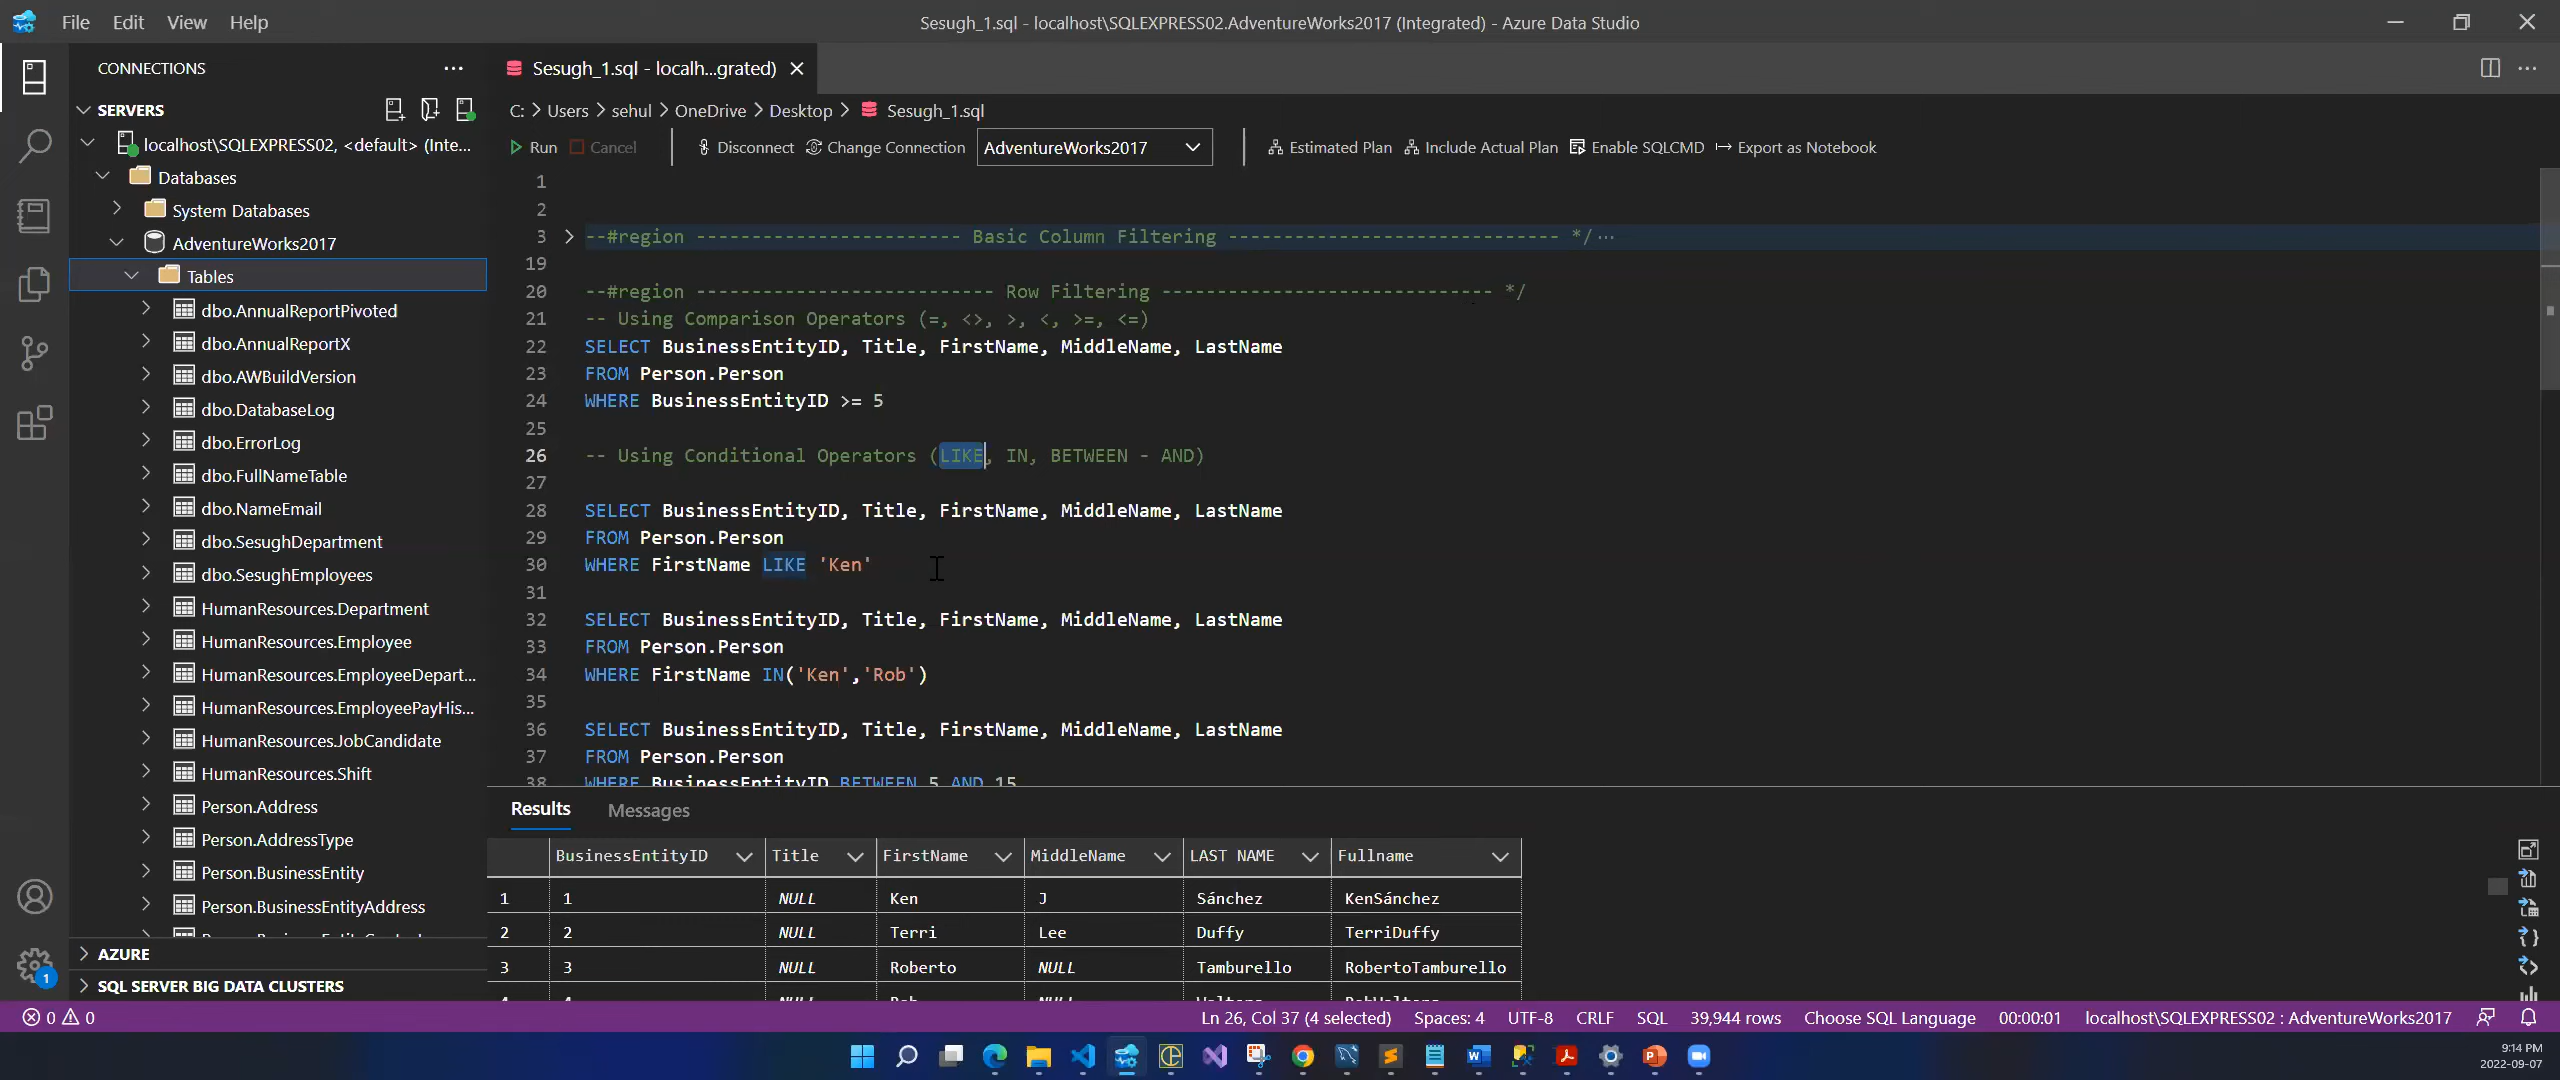 File Edit View Help
Sesugh_1.sql - localhost\SQLEXPRESS02.AdventureWorks2017 (Integrated) - Azure Data Studio
CONNECTIONS
SERVERS
localhost\SQLEXPRESS02, <default> (Inte...
Databases
System Databases
AdventureWorks2017
Tables
dbo.AnnualReportPivoted
dbo.AnnualReportX
dbo.AWBuildVersion
dbo.DatabaseLog
dbo.ErrorLog
dbo.FullNameTable
dbo.NameEmail
dbo.SesughDepartment
dbo.SesughEmployees
HumanResources.Department
HumanResources.Employee
HumanResources.EmployeeDepart...
HumanResources.EmployeePayHis...
HumanResources.JobCandidate
HumanResources.Shift
Person.Address
Person.AddressType
Person.BusinessEntity
Person.BusinessEntityAddress
AZURE
SQL SERVER BIG DATA CLUSTERS
Sesugh_1.sql - localh...grated)
C: > Users > sehul > OneDrive > Desktop > Sesugh_1.sql
Run Cancel Disconnect Change Connection AdventureWorks2017 Estimated Plan Include Actual Plan Enable SQLCMD Export as Notebook
1
2
3 --#region ------------------------ Basic Column Filtering ------------------------------ */ ...
19
20 --#region --------------------------- Row Filtering ------------------------------ */
21 -- Using Comparison Operators (=, <>, >, <, >=, <=)
22 SELECT BusinessEntityID, Title, FirstName, MiddleName, LastName
23 FROM Person.Person
24 WHERE BusinessEntityID >= 5
25
26 -- Using Conditional Operators (LIKE, IN, BETWEEN - AND)
27
28 SELECT BusinessEntityID, Title, FirstName, MiddleName, LastName
29 FROM Person.Person
30 WHERE FirstName LIKE 'Ken'
31
32 SELECT BusinessEntityID, Title, FirstName, MiddleName, LastName
33 FROM Person.Person
34 WHERE FirstName IN('Ken','Rob')
35
36 SELECT BusinessEntityID, Title, FirstName, MiddleName, LastName
37 FROM Person.Person
38 WHERE BusinessEntityID BETWEEN 5 AND 15
Results Messages
BusinessEntityID Title FirstName MiddleName LAST NAME Fullname
1 1 NULL Ken J Sánchez KenSánchez
2 2 NULL Terri Lee Duffy TerriDuffy
3 3 NULL Roberto NULL Tamburello RobertoTamburello
0 0 Ln 26, Col 37 (4 selected) Spaces: 4 UTF-8 CRLF SQL 39,944 rows Choose SQL Language 00:00:01 localhost\SQLEXPRESS02 : AdventureWorks2017
1
9:14 PM
2022-09-07